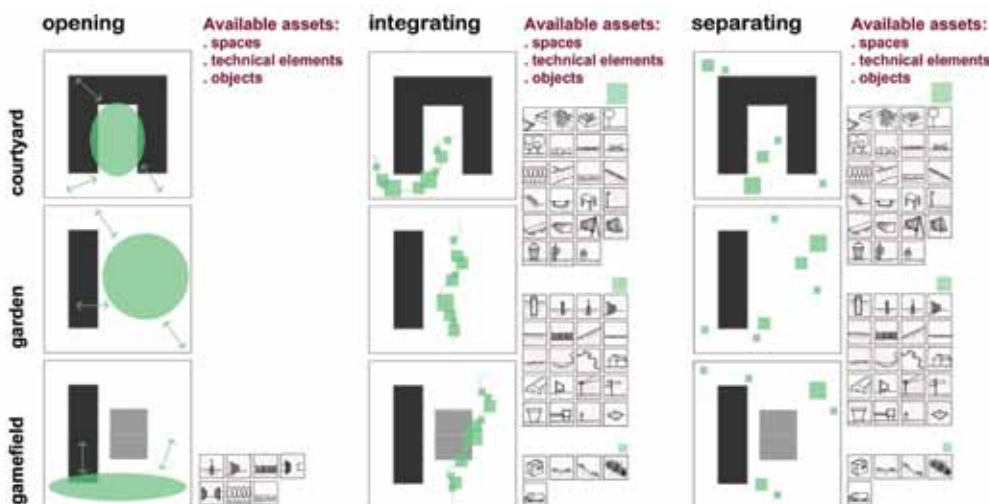 opening
Available assets:
. spaces
. technical elements
. objects
integrating
Available assets:
. spaces
. technical elements
. objects
separating
Available assets:
. spaces
. technical elements
. objects
courtyard
garden
gamefield